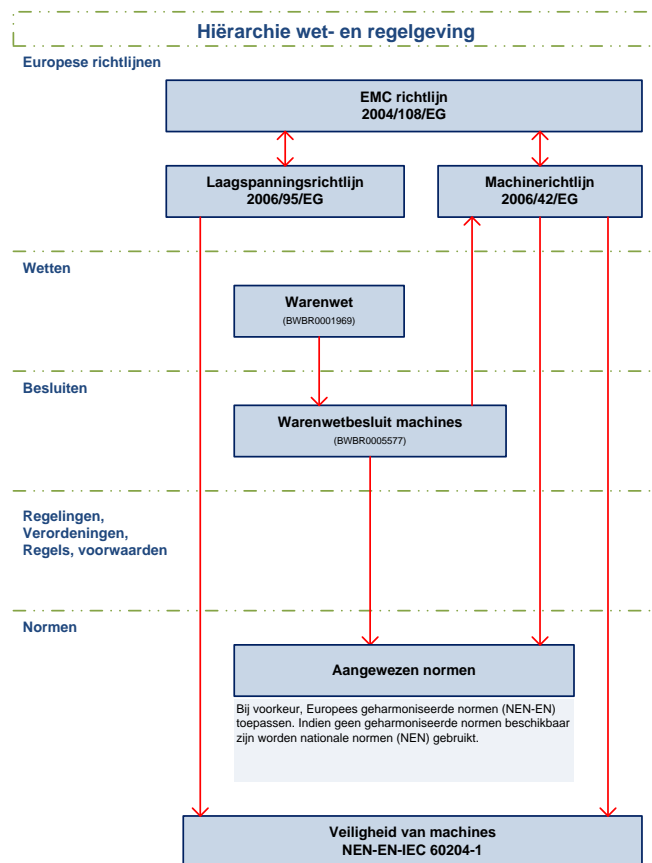 Hiërarchie wet- en regelgeving
Europese richtlijnen
EMC richtlijn
2004/108/EG
Laagspanningsrichtlijn
2006/95/EG
Machinerichtlijn
2006/42/EG
Wetten
Warenwet
(BWBR0001969)
Besluiten
Warenwetbesluit machines
(BWBR0005577)
Regelingen,
Verordeningen,
Regels, voorwaarden
Normen
Aangewezen normen
Bij voorkeur, Europees geharmoniseerde normen (NEN-EN)
toepassen. Indien geen geharmoniseerde normen beschikbaar
zijn worden nationale normen (NEN) gebruikt.
Veiligheid van machines
NEN-EN-IEC 60204-1